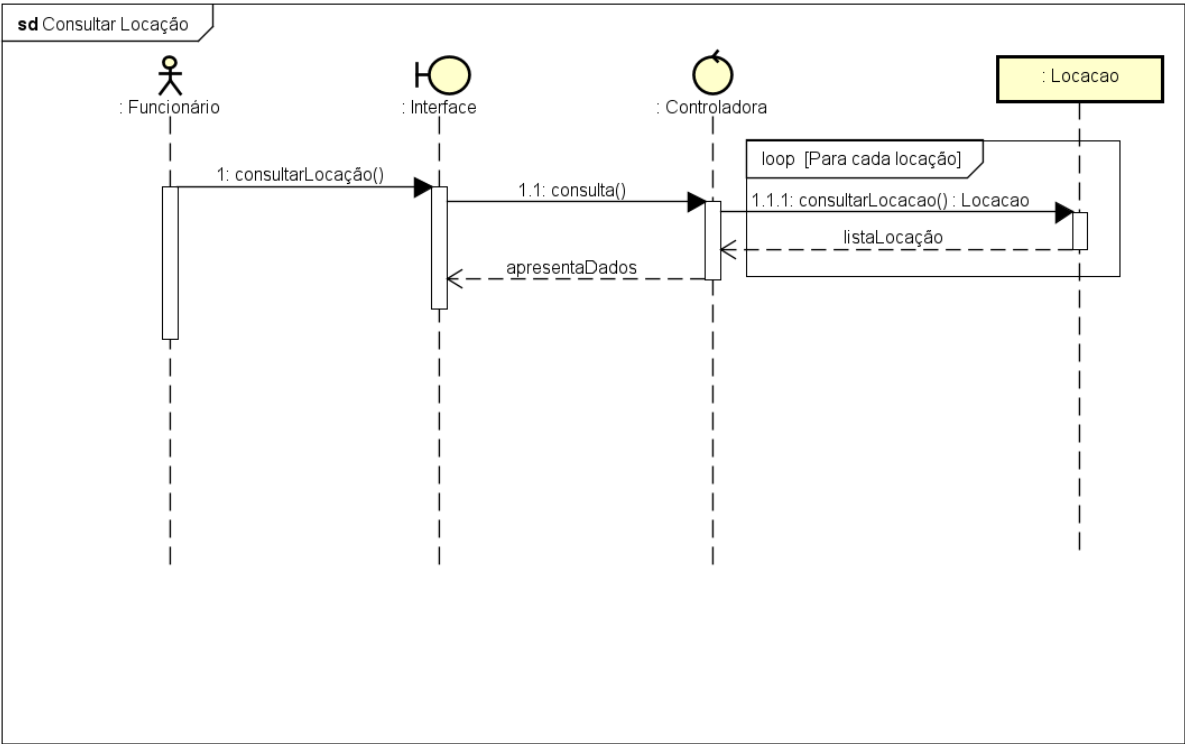 sd Consultar Locação
: Funcionário
: Interface
: Controladora
: Locacao
loop [Para cada locação]
1: consultarLocação()
1.1: consulta()
1.1.1: consultarLocacao() : Locacao
listaLocação
apresentaDados